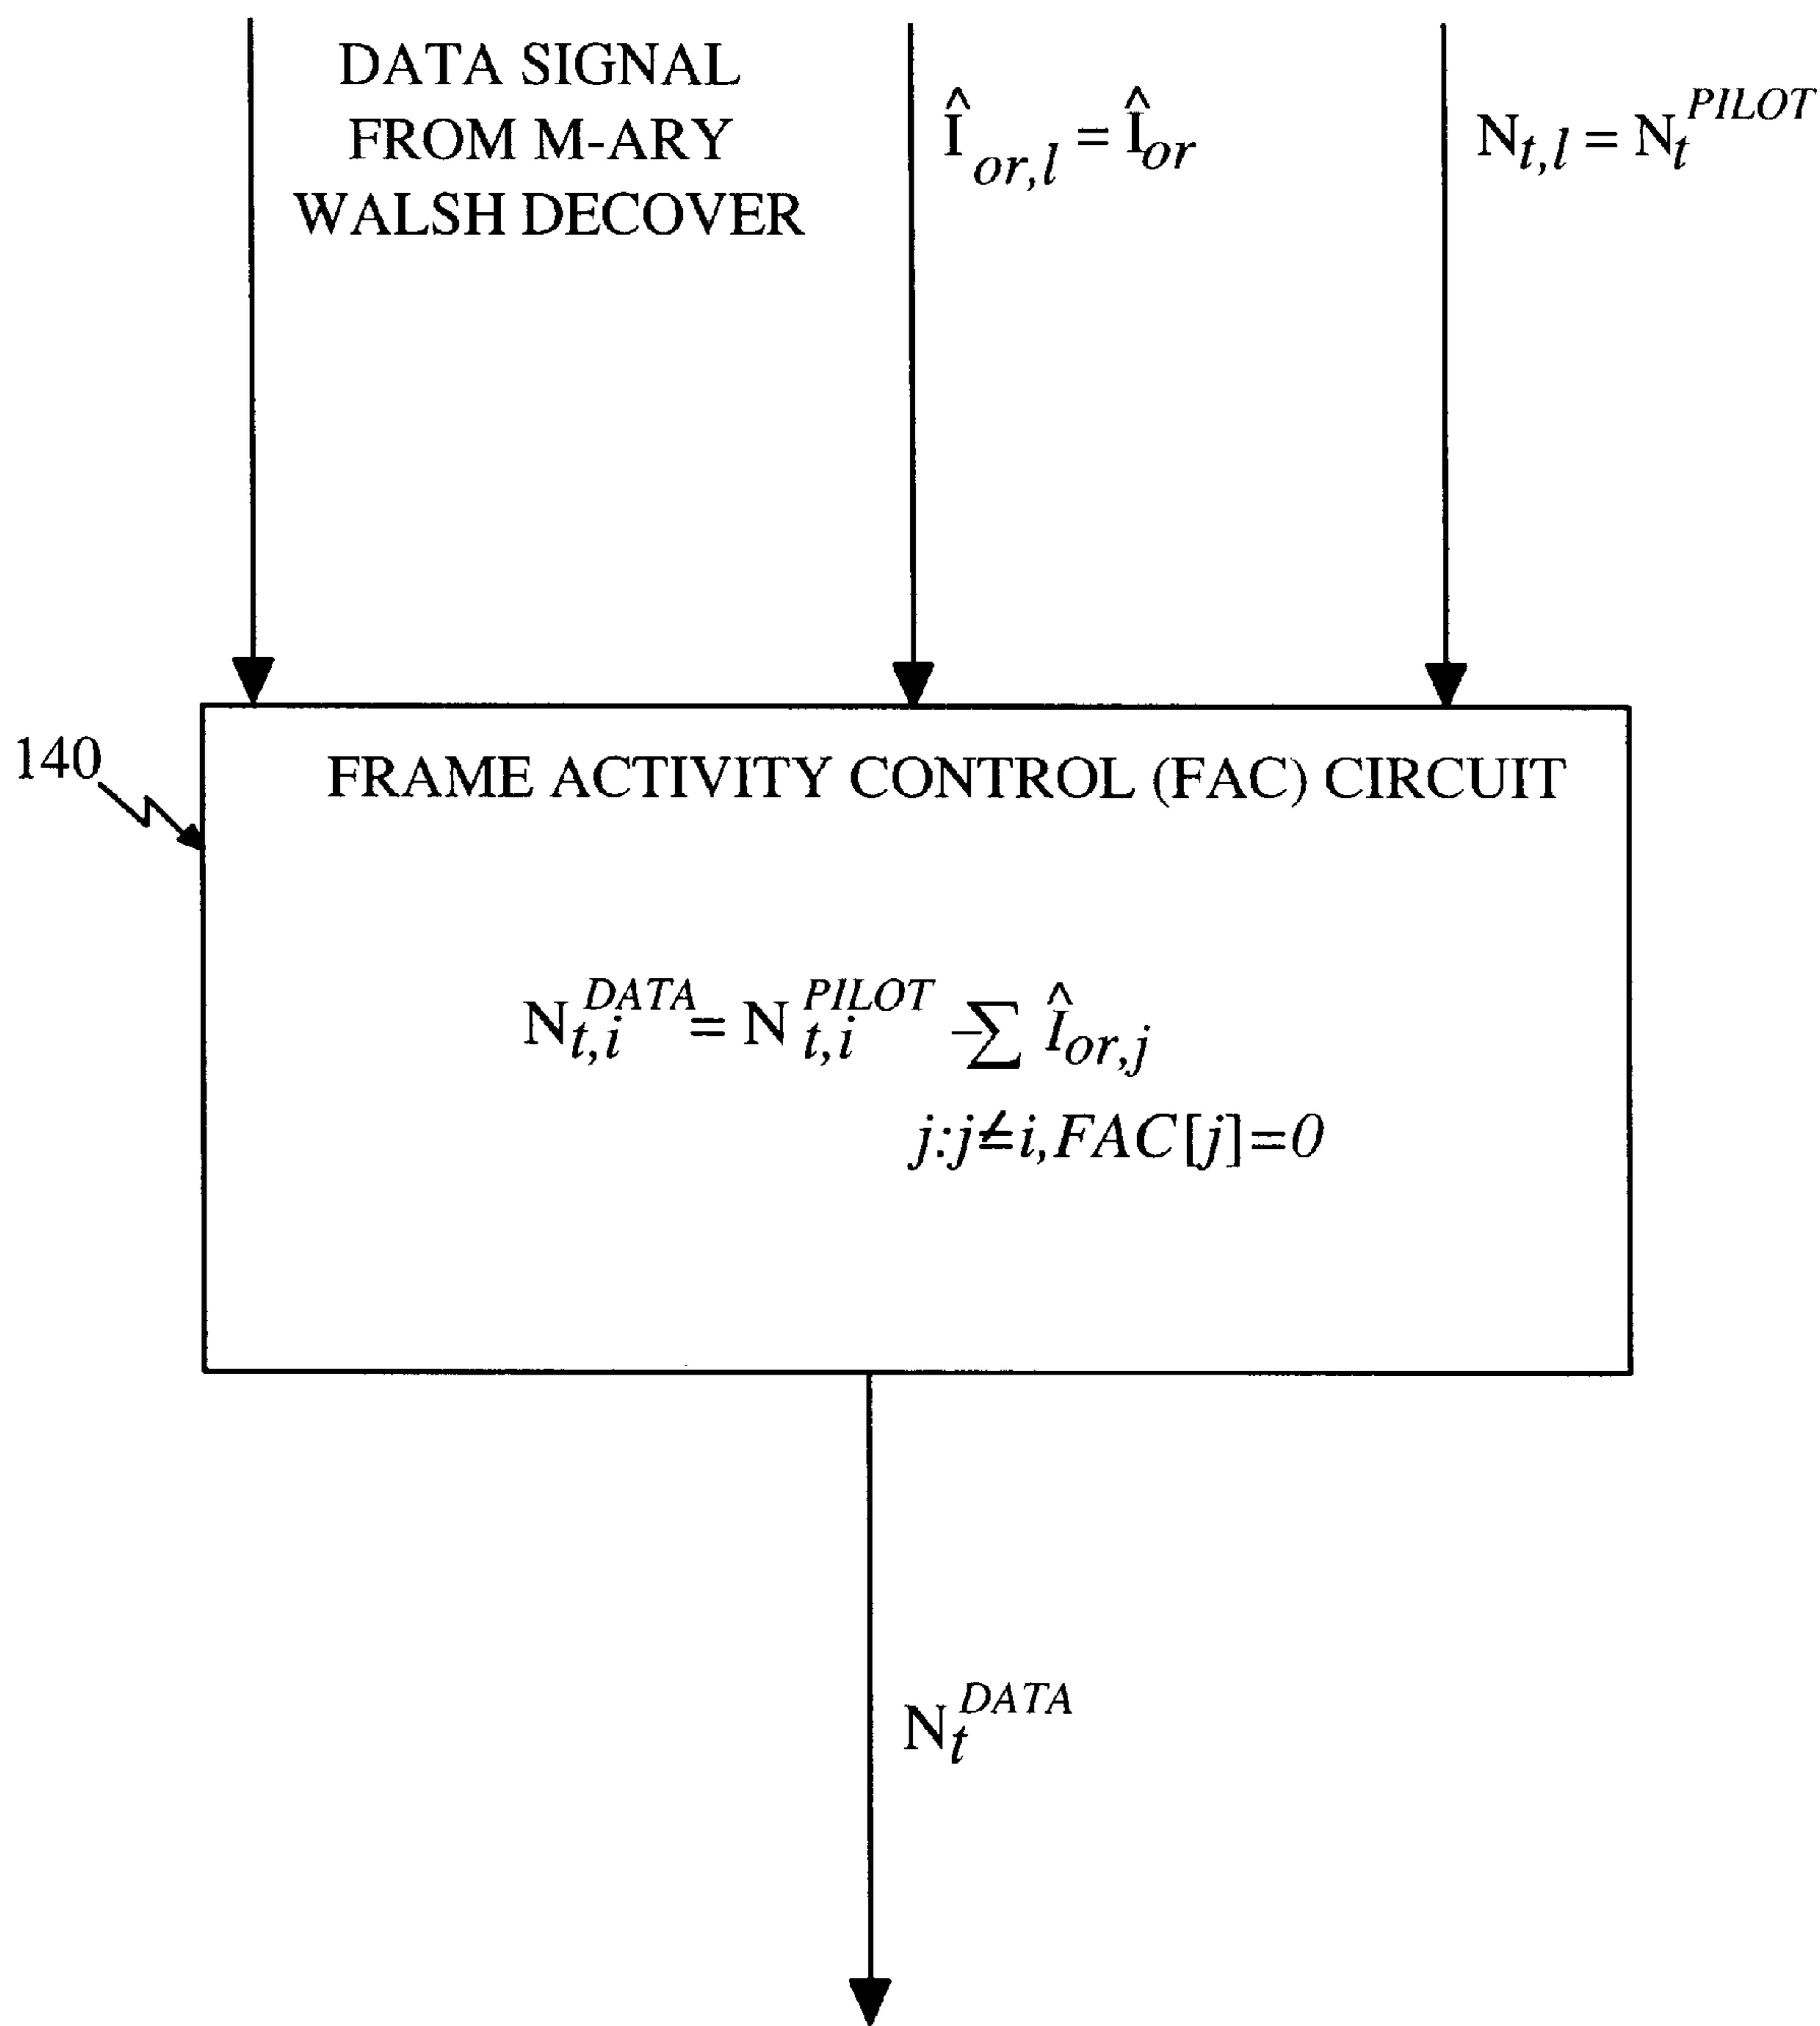 DATA SIGNAL
FROM M-ARY
WALSH DECOVER
Î_{or,l} = Î_{or}
N_{t,l} = N_t^{PILOT}
140
FRAME ACTIVITY CONTROL (FAC) CIRCUIT
N_{t,i}^{DATA} = N_{t,i}^{PILOT} – ∑ Î_{or,j}
j:j≠i,FAC[j]=0
N_t^{DATA}